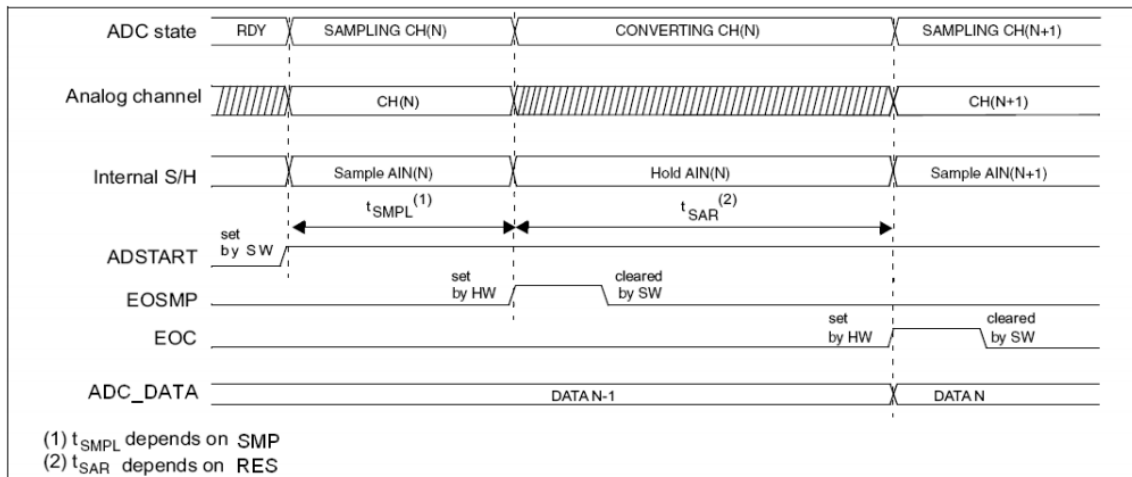 ADC state RDY SAMPLING CH(N) CONVERTING CH(N) SAMPLING CH(N+1)
Analog channel CH(N) CH(N+1)
Internal S/H Sample AIN(N) Hold AIN(N) Sample AIN(N+1)
tSMPL(1) tSAR(2)
set
by SW
ADSTART
set cleared
by HW by SW
EOSMP
set cleared
by HW by SW
EOC
ADC_DATA DATA N-1 DATA N
(1) tSMPL depends on SMP
(2) tSAR depends on RES